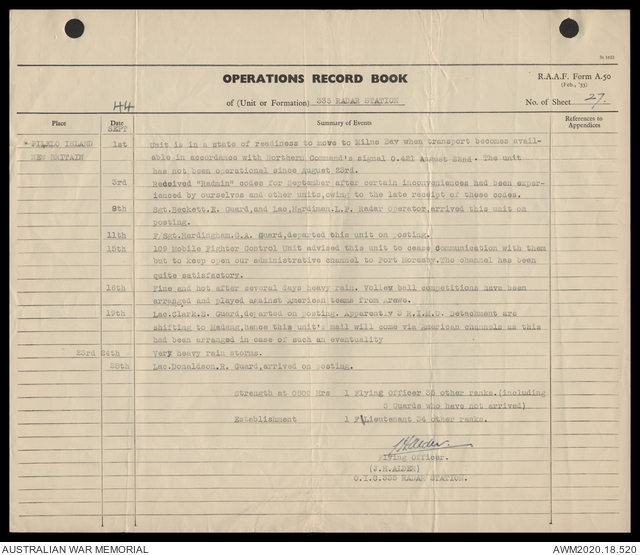 St 1852
OPERATIONS RECORD BOOK
R.A.A.F. Form A.50
(Feb., '33)
of (Unit or Formation) 335 RADAR STATION
No. of Sheet 27.
44
Place Date Summary of Events References to Appendices
SEPT
PILELO ISLAND 1st Unit is in a state of readiness to move to Milne Bay when transport becomes avail-
NEW BRITAIN able in accordance with Northern Command's signal O.421 August 22nd. The unit
has not been operational since August 23rd.
3rd Received "Radmin" codes for September after certain inconveniences had been exper-
ienced by ourselves and other units, owing to the late receipt of these codes.
9th Sgt.Beckett.E. Guard, and Lac, Hardiman.L.F. Radar Operator, arrived this unit on
posting.
11th F/Sgt.Hardingham.G.A. Guard, departed this unit on posting.
15th 109 Mobile Fighter Control Unit advised this unit to cease communication with them
but to keep open our administrative channel to Port Moresby. The channel has been
quite satisfactory.
16th Fine and hot after several days heavy rain. Volley ball competitions have been
arranged and played against American teams from Arawe.
19th Lac.Clark.S. Guard, departed on posting. Apparently 3 R.I.M.U. Detachment are
shifting to Madang, hence this unit's mail will come via American channels as this
had been arranged in case of such an eventuality
23rd 24th Very heavy rain storms.
28th Lac.Donaldson.R. Guard, arrived on posting.
Strength at 0600 Hrs 1 Flying Officer 35 other ranks. (including
3 Guards who have not arrived)
Establishment 1 F/Lieutenant 34 other ranks.
Flying Officer.
(J.H.ALDER)
O.I.C. 335 RADAR STATION.
AUSTRALIAN WAR MEMORIAL
AWM2020.18.520